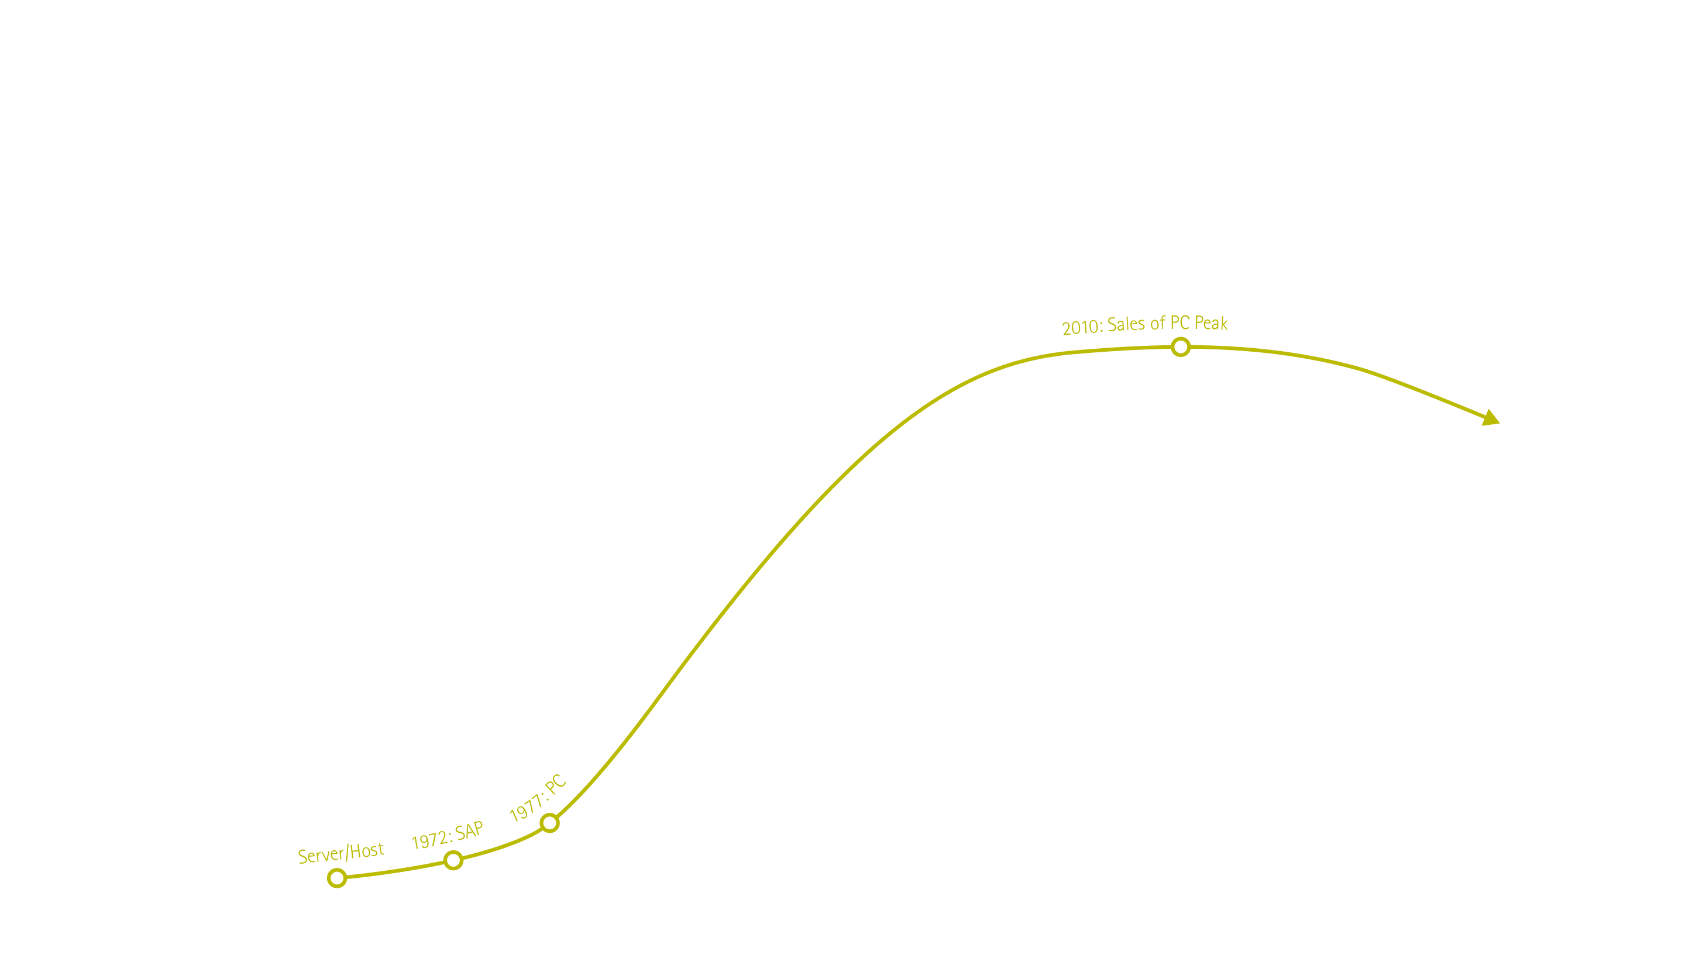 2010: Sales of PC Peak
1977: PC
1972: SAP
Server/Host